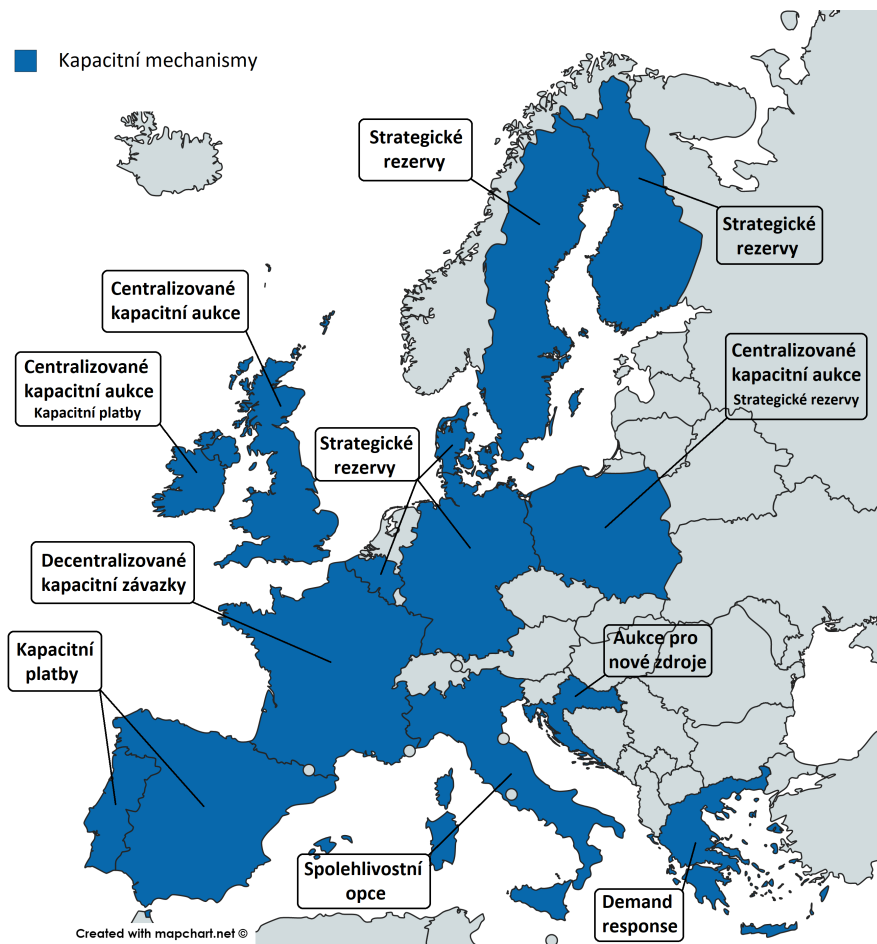 Kapacitní mechanismy
Strategické
rezervy
Strategické
rezervy
Centralizované
kapacitní aukce
Centralizované
kapacitní aukce
Kapacitní platby
Centralizované
kapacitní aukce
Strategické rezervy
Strategické
rezervy
Decentralizované
kapacitní závazky
Kapacitní
platby
Aukce pro
nové zdroje
Spolehlivostní
opce
Demand
response
Created with mapchart.net ©